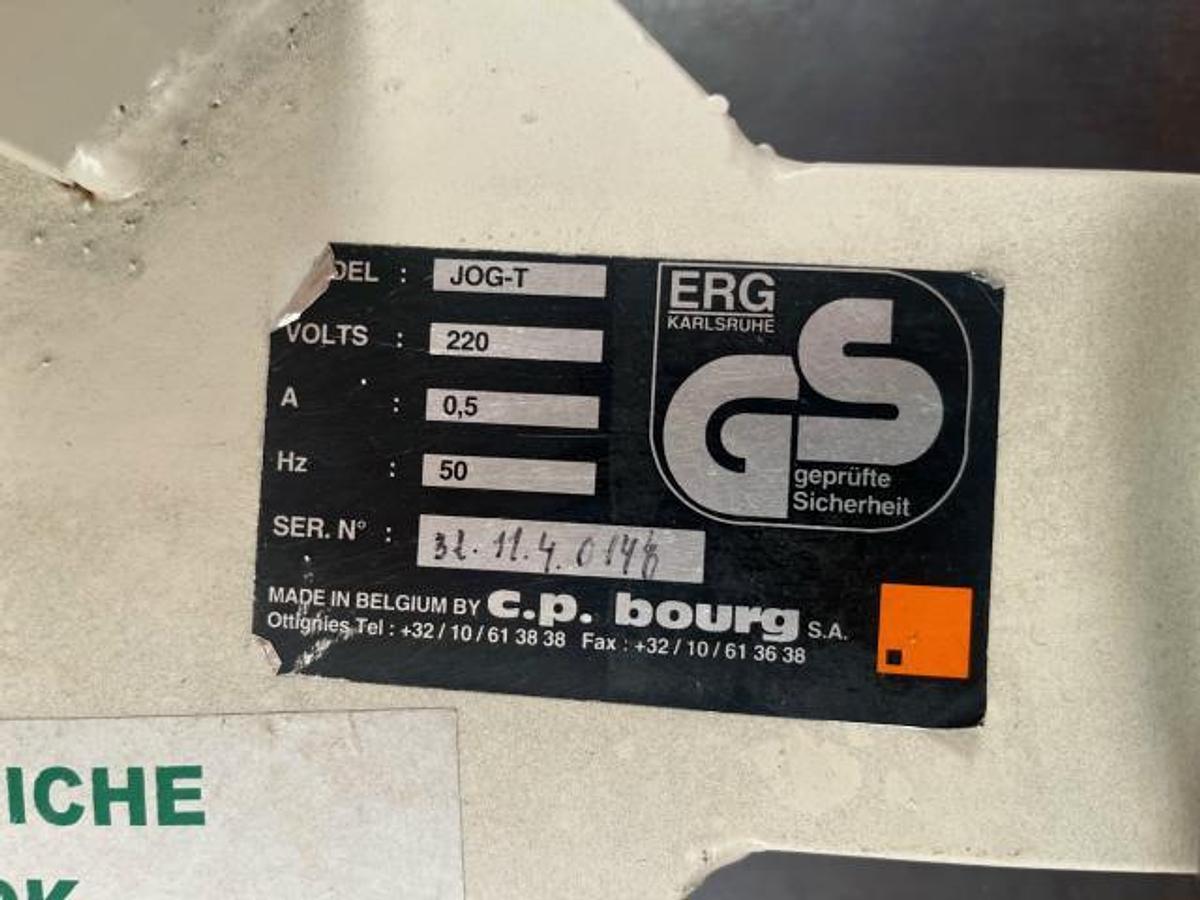 DEL : JOG-T
VOLTS : 220
A : 0,5
Hz : 50
SER. N° : 32.11.4.0148
MADE IN BELGIUM BY c.p. bourg S.A.
Ottignies Tel : +32 / 10 / 61 38 38 Fax : +32 / 10 / 61 36 38
ERG
KARLSRUHE
GS
geprüfte
Sicherheit
ICHE
OK